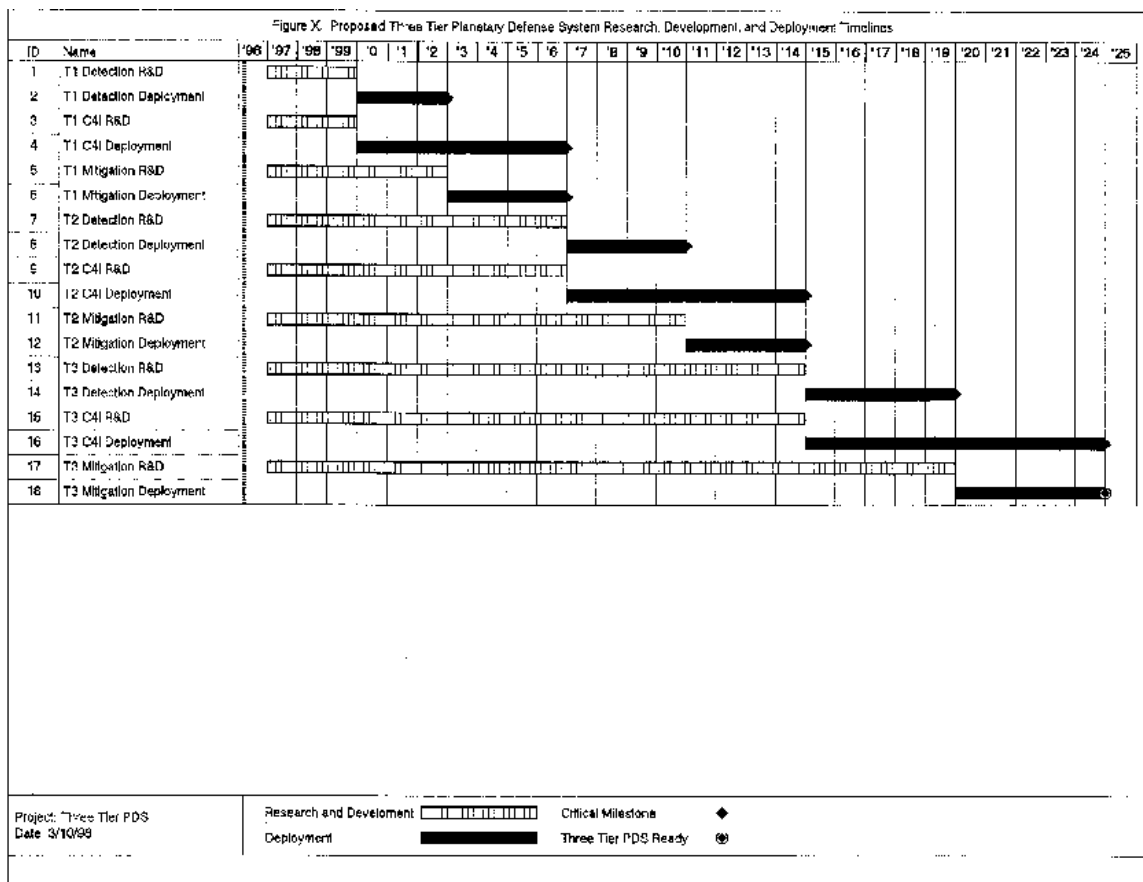 Figure X. Proposed Three Tier Planetary Defense System Research, Development, and Deployment Timelines
ID Name '96 '97 '98 '99 '0 '1 '2 '3 '4 '5 '6 '7 '8 '9 '10 '11 '12 '13 '14 '15 '16 '17 '18 '19 '20 '21 '22 '23 '24 '25
1 T1 Detection R&D
2 T1 Detection Deployment
3 T1 C4I R&D
4 T1 C4I Deployment
5 T1 Mitigation R&D
6 T1 Mitigation Deployment
7 T2 Detection R&D
8 T2 Detection Deployment
9 T2 C4I R&D
10 T2 C4I Deployment
11 T2 Mitigation R&D
12 T2 Mitigation Deployment
13 T3 Detection R&D
14 T3 Detection Deployment
15 T3 C4I R&D
16 T3 C4I Deployment
17 T3 Mitigation R&D
18 T3 Mitigation Deployment
Project: Three Tier PDS
Date: 3/10/96
Research and Develoment
Critical Milestone
Deployment
Three Tier PDS Ready